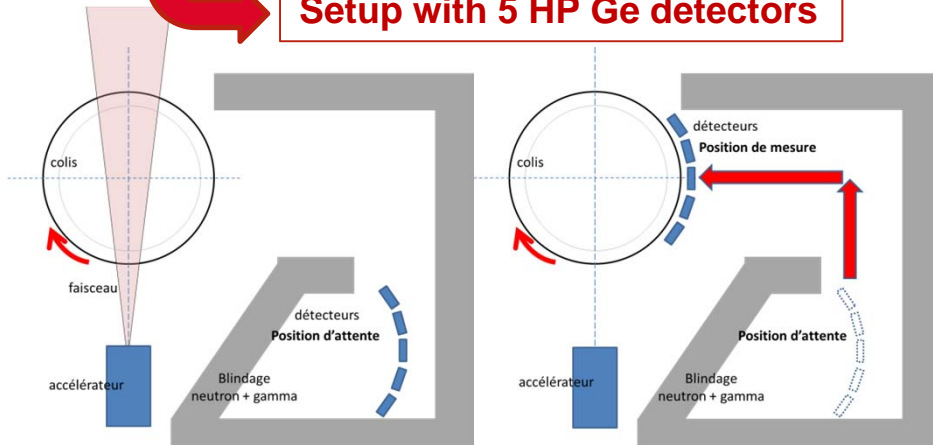 Setup with 5 HP Ge detectors
colis
faisceau
détecteurs
Position d'attente
accélérateur
Blindage
neutron + gamma
détecteurs
Position de mesure
colis
Position d'attente
accélérateur
Blindage
neutron + gamma